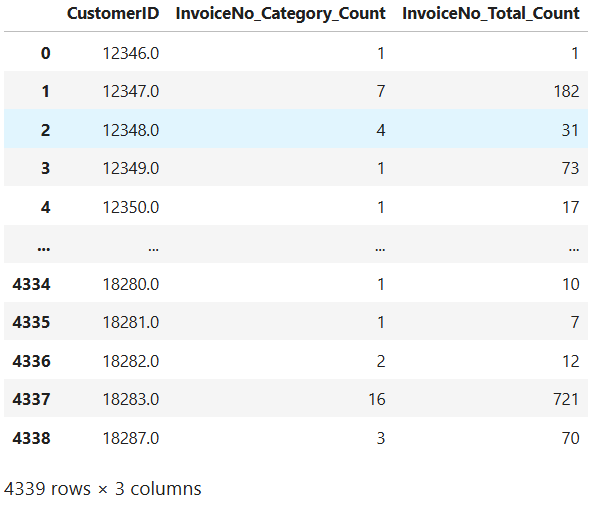 CustomerID InvoiceNo_Category_Count InvoiceNo_Total_Count
0 12346.0 1 1
1 12347.0 7 182
2 12348.0 4 31
3 12349.0 1 73
4 12350.0 1 17
... ... ... ...
4334 18280.0 1 10
4335 18281.0 1 7
4336 18282.0 2 12
4337 18283.0 16 721
4338 18287.0 3 70
4339 rows × 3 columns